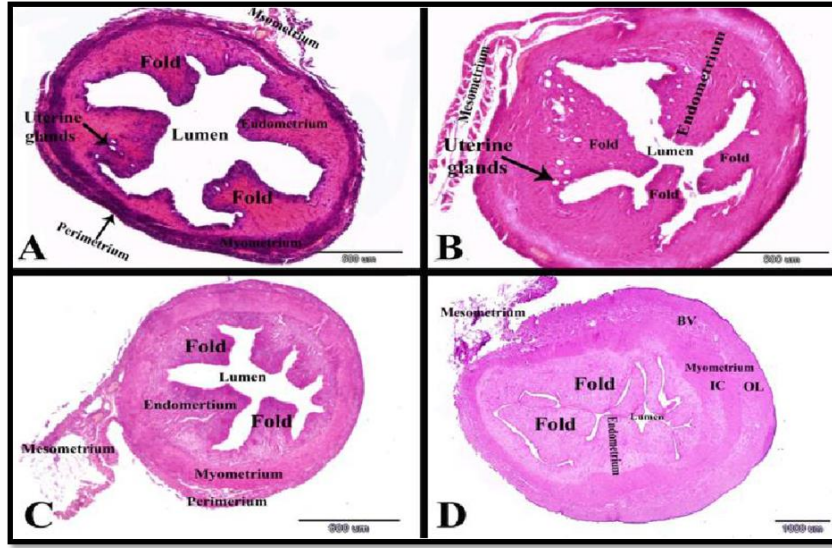 Msometrium
Fold
Uterine
glands
Lumen
Endometrium
Fold
Perimetrium
Myometrium
A
500 um
Mesometrium
Endometrium
Fold
Lumen
Fold
Uterine
glands
Fold
B
500 um
Fold
Lumen
Endomertium
Fold
Mesometrium
Myometrium
Perimerium
C
500 um
Mesometrium
BV
Myometrium
Fold
IC
OL
Fold
Lumen
Endometrium
D
1000 um